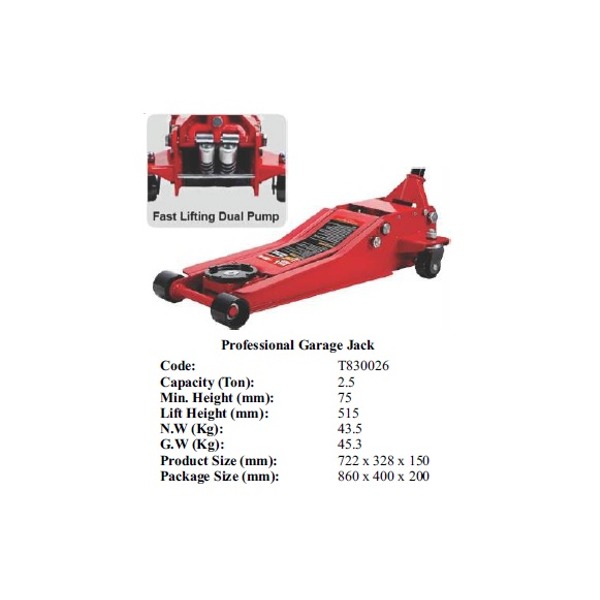 Fast Lifting Dual Pump
Professional Garage Jack
Code: T830026
Capacity (Ton): 2.5
Min. Height (mm): 75
Lift Height (mm): 515
N.W (Kg): 43.5
G.W (Kg): 45.3
Product Size (mm): 722 x 328 x 150
Package Size (mm): 860 x 400 x 200